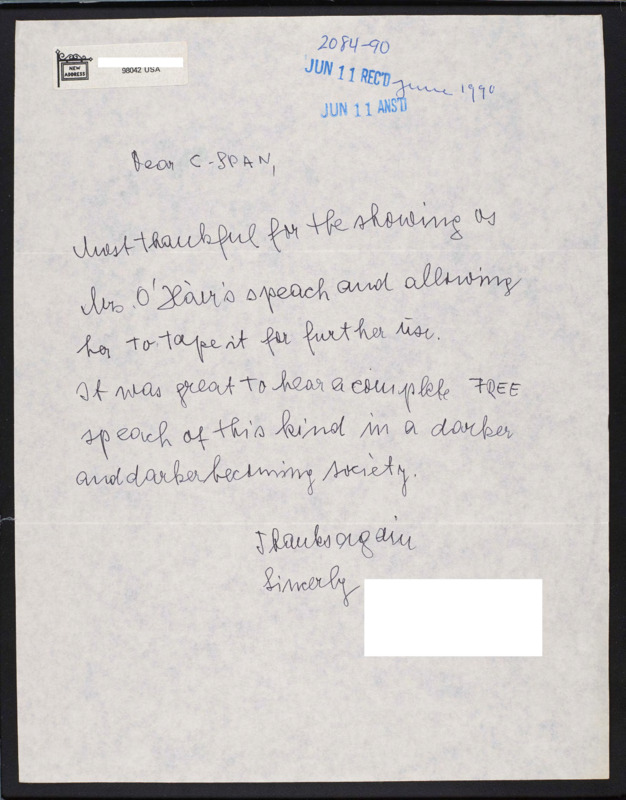 2084-90
NEW
ADDRESS
98042 USA
JUN 11 REC'D
June 1990
JUN 11 ANS'D
Dear C-SPAN,
Most thankful for the showing os
Mrs. O'Hàir's speach and allowing
her to tape it for further use.
It was great to hear a complete FREE
speach of this kind in a darker
and darker becoming society.
Thanks again
Sincerly